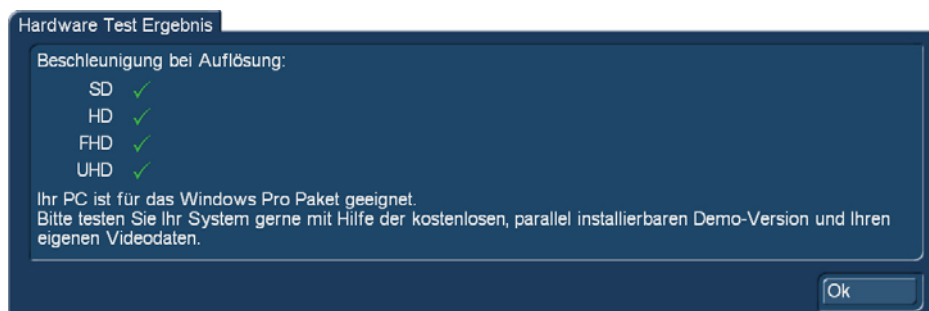 Hardware Test Ergebnis
Beschleunigung bei Auflösung:
SD ✓
HD ✓
FHD ✓
UHD ✓
Ihr PC ist für das Windows Pro Paket geeignet.
Bitte testen Sie Ihr System gerne mit Hilfe der kostenlosen, parallel installierbaren Demo-Version und Ihren
eigenen Videodaten.
Ok